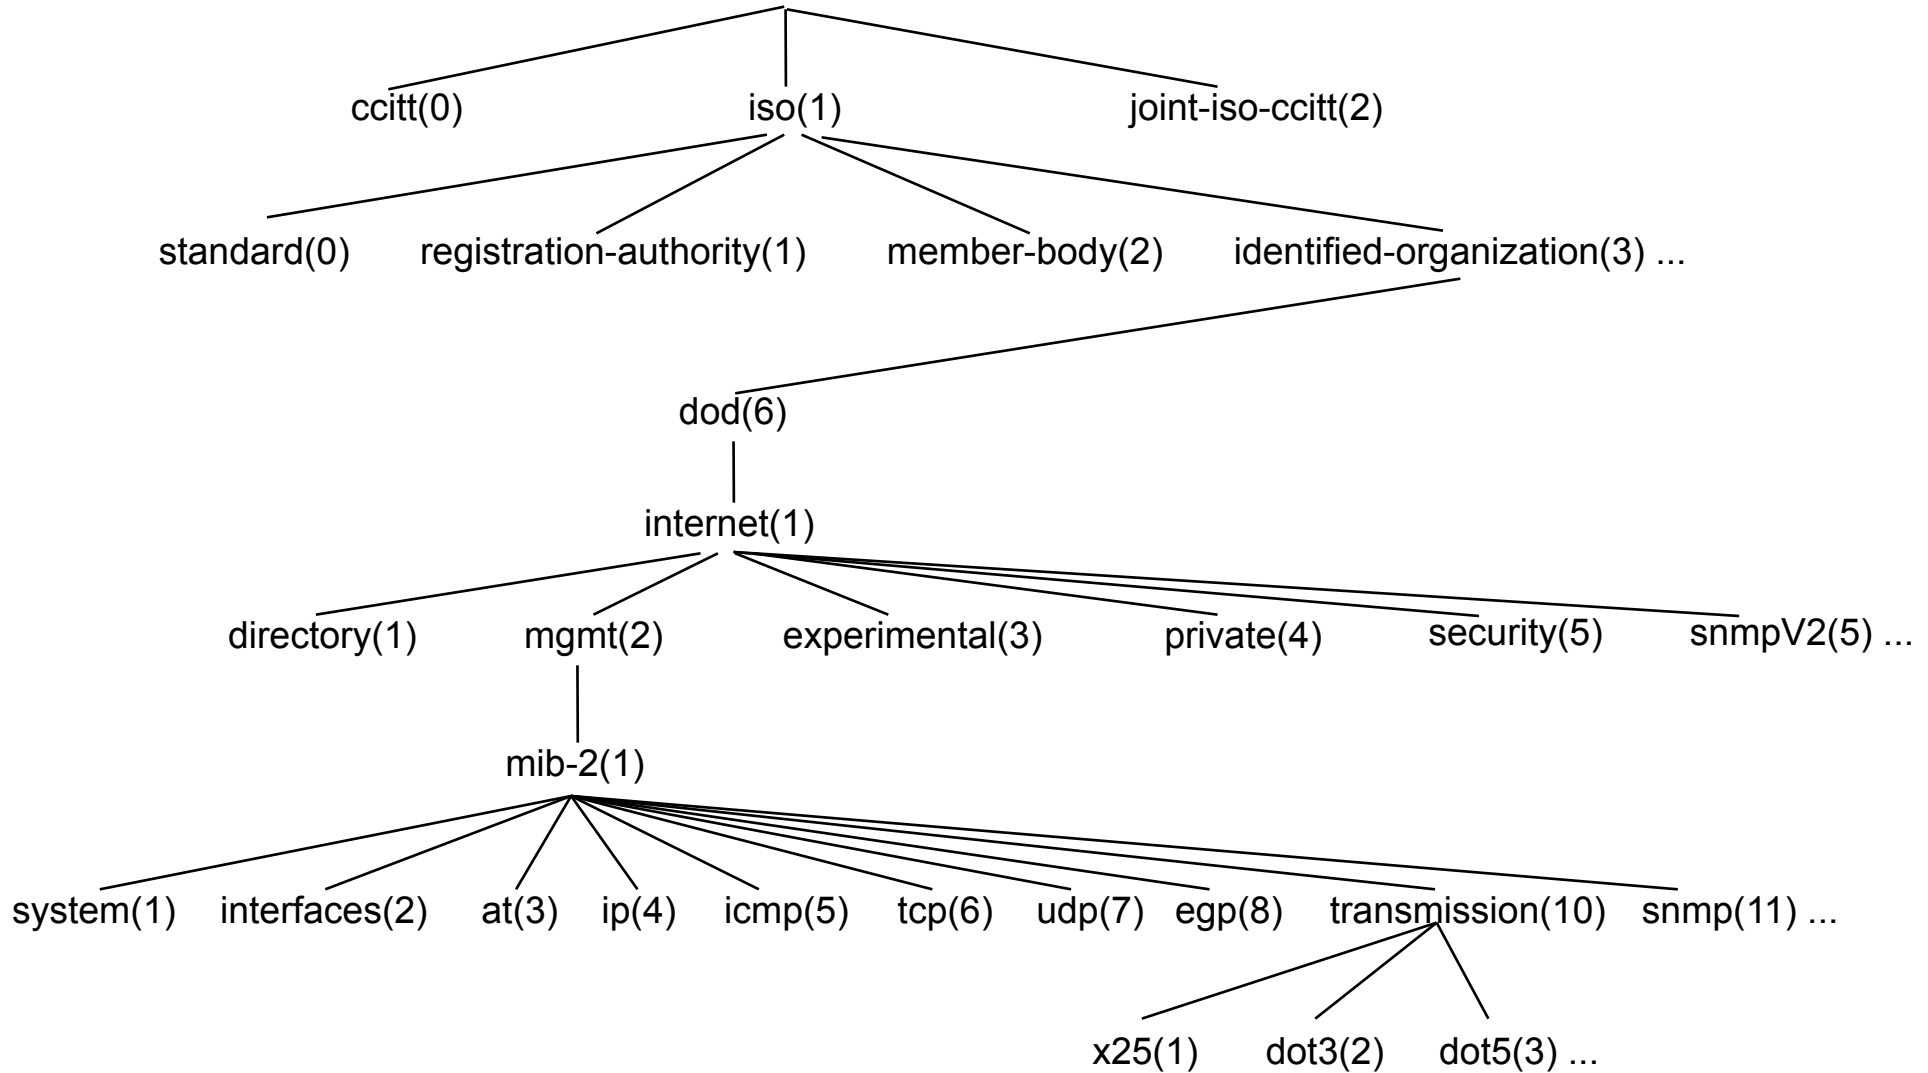 ccitt(0) iso(1) joint-iso-ccitt(2)
standard(0) registration-authority(1) member-body(2) identified-organization(3) ...
dod(6)
internet(1)
directory(1) mgmt(2) experimental(3) private(4) security(5) snmpV2(5) ...
mib-2(1)
system(1) interfaces(2) at(3) ip(4) icmp(5) tcp(6) udp(7) egp(8) transmission(10) snmp(11) ...
x25(1) dot3(2) dot5(3) ...